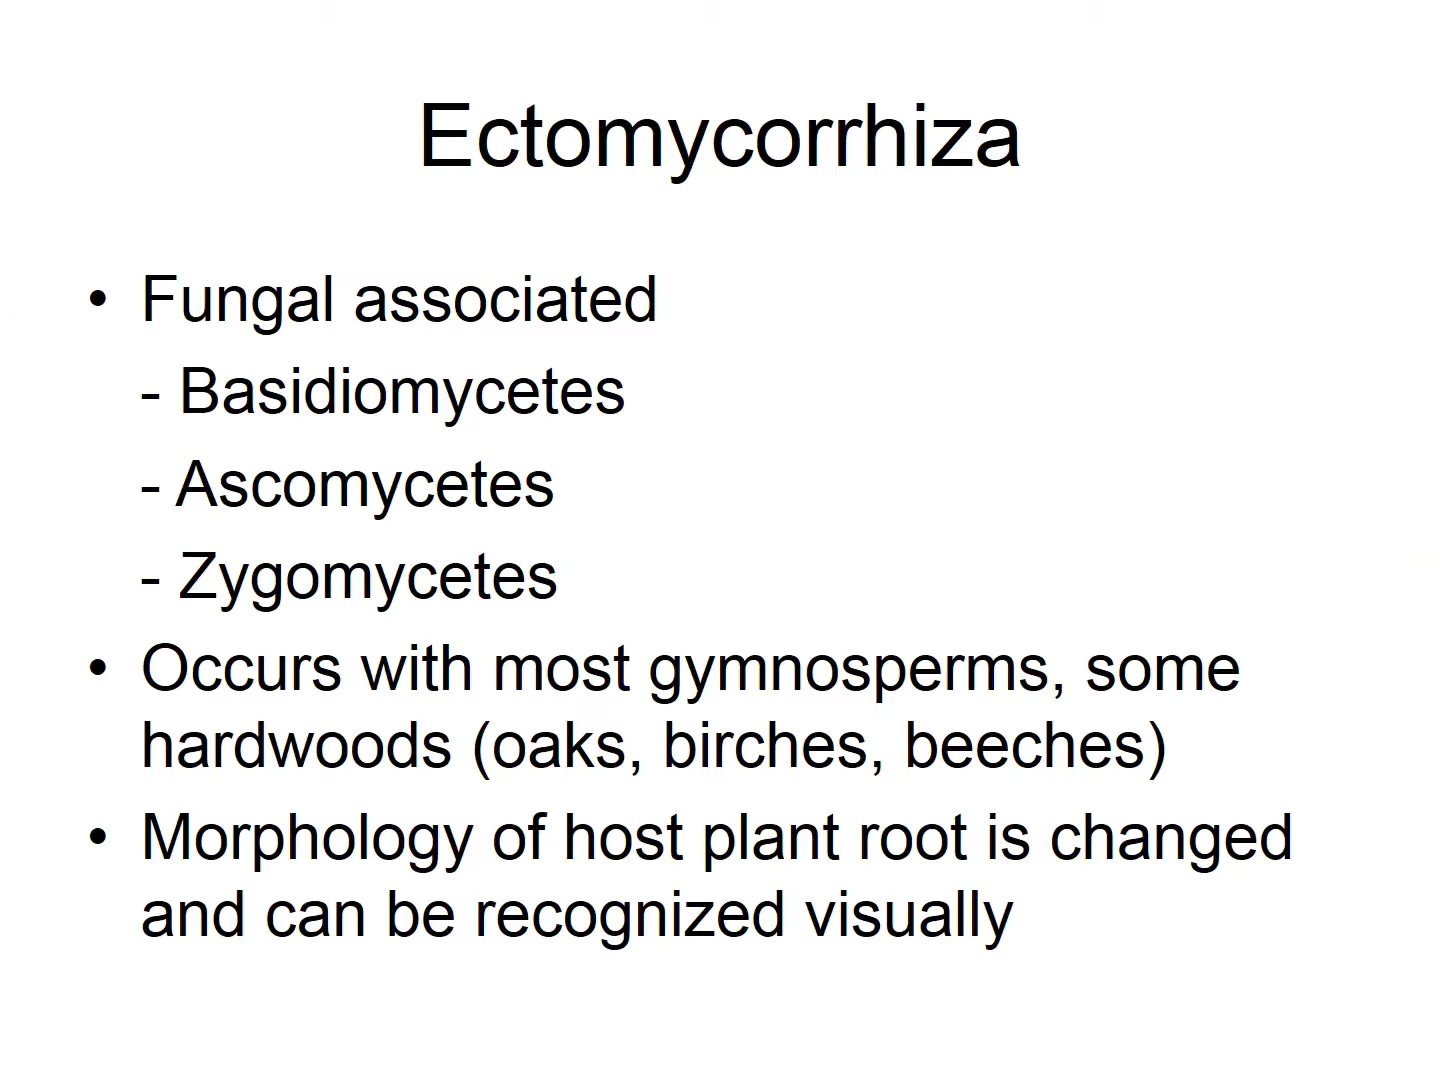 Ectomycorrhiza
• Fungal associated
- Basidiomycetes
- Ascomycetes
- Zygomycetes
• Occurs with most gymnosperms, some
hardwoods (oaks, birches, beeches)
• Morphology of host plant root is changed
and can be recognized visually